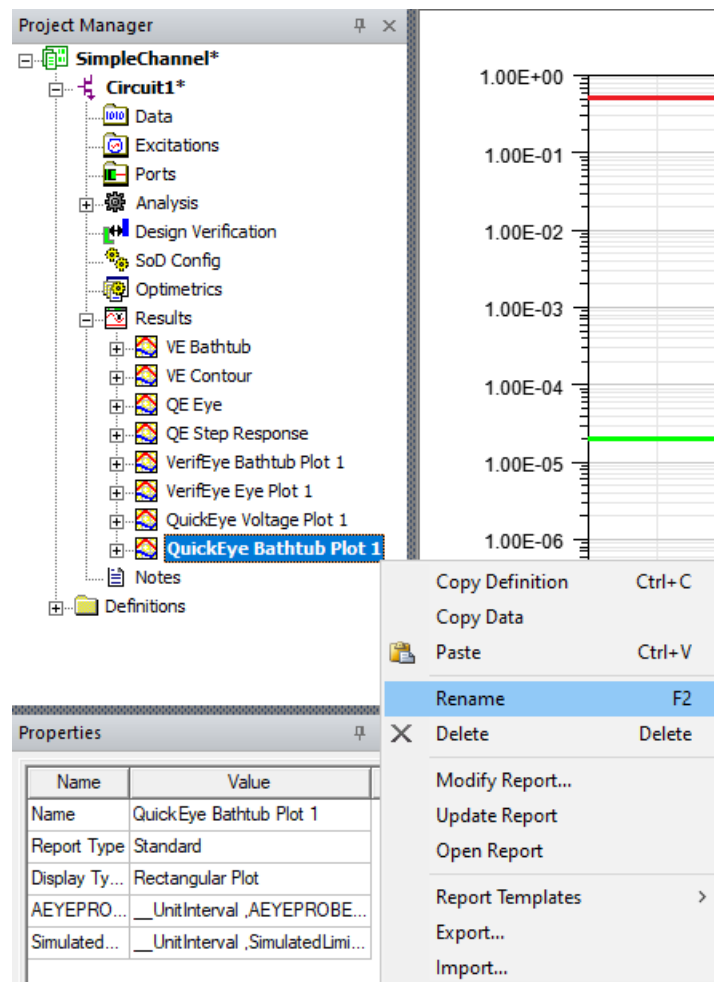 Project Manager
SimpleChannel*
Circuit1*
Data
Excitations
Ports
Analysis
Design Verification
SoD Config
Optimetrics
Results
VE Bathtub
VE Contour
QE Eye
QE Step Response
VerifEye Bathtub Plot 1
VerifEye Eye Plot 1
QuickEye Voltage Plot 1
QuickEye Bathtub Plot 1
Notes
Definitions
1.00E+00
1.00E-01
1.00E-02
1.00E-03
1.00E-04
1.00E-05
1.00E-06
Copy Definition Ctrl+C
Copy Data
Paste Ctrl+V
Rename F2
Delete Delete
Modify Report...
Update Report
Open Report
Report Templates >
Export...
Import...
Properties
Name Value
Name QuickEye Bathtub Plot 1
Report Type Standard
Display Ty... Rectangular Plot
AEYEPRO... __UnitInterval ,AEYEPROBE...
Simulated... __UnitInterval ,SimulatedLimi...